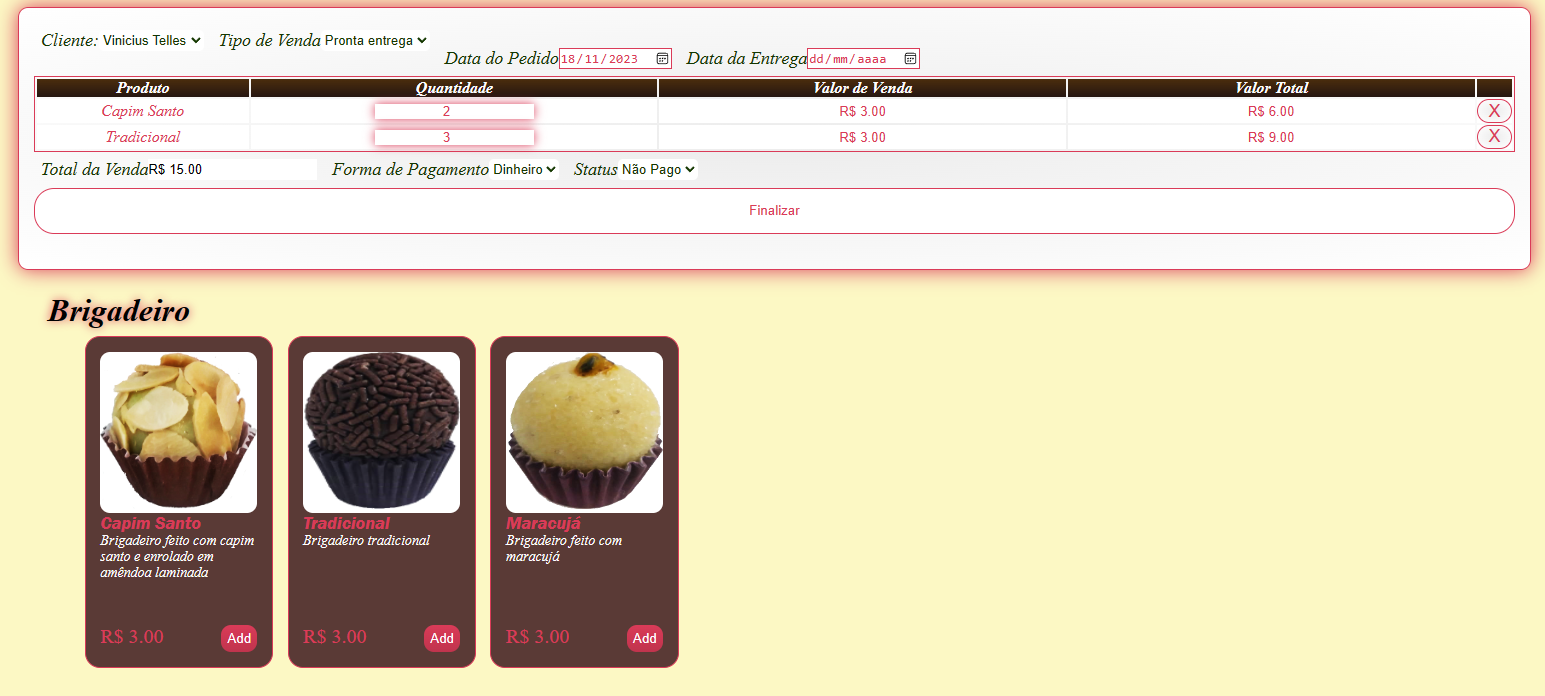 Cliente: Vinicius Telles Tipo de Venda Pronta entrega Data do Pedido 18/11/2023 Data da Entrega dd/mm/aaaa
Produto Quantidade Valor de Venda Valor Total
Capim Santo 2 R$ 3.00 R$ 6.00 X
Tradicional 3 R$ 3.00 R$ 9.00 X
Total da Venda R$ 15.00 Forma de Pagamento Dinheiro Status Não Pago
Finalizar
Brigadeiro
Capim Santo
Brigadeiro feito com capim
santo e enrolado em
amêndoa laminada
R$ 3.00 Add
Tradicional
Brigadeiro tradicional
R$ 3.00 Add
Maracujá
Brigadeiro feito com
maracujá
R$ 3.00 Add